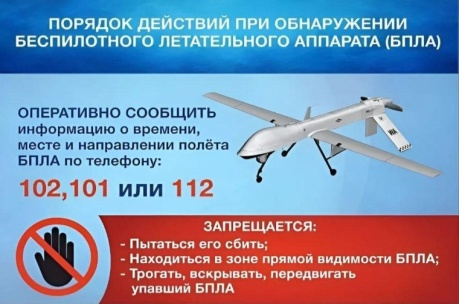 ПОРЯДОК ДЕЙСТВИЙ ПРИ ОБНАРУЖЕНИИ
БЕСПИЛОТНОГО ЛЕТАТЕЛЬНОГО АППАРАТА (БПЛА)
ОПЕРАТИВНО СООБЩИТЬ
информацию о времени,
месте и направлении полёта
БПЛА по телефону:
102,101 или 112
ЗАПРЕЩАЕТСЯ:
- Пытаться его сбить;
- Находиться в зоне прямой видимости БПЛА;
- Трогать, вскрывать, передвигать
упавший БПЛА